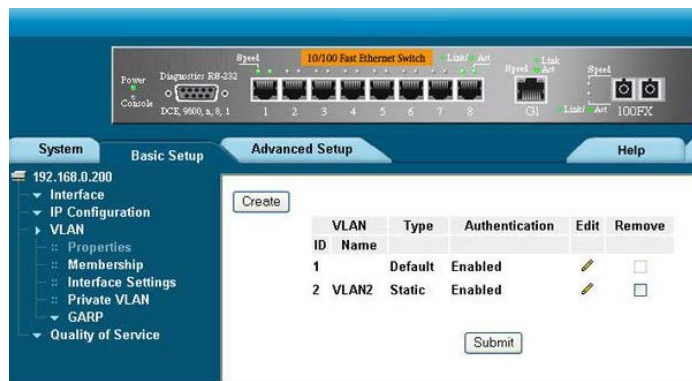 Speed 10/100 Fast Ethernet Switch Link/ Act
Link
Speed Act
Speed
Power Diagnostics RS-232
Console DCE, 9600, n, 8, 1
1 2 3 4 5 6 7 8 G1 Link/ Act 100FX
System Basic Setup Advanced Setup Help
192.168.0.200
Interface
IP Configuration
VLAN
Properties
Membership
Interface Settings
Private VLAN
GARP
Quality of Service
Create
VLAN Type Authentication Edit Remove
ID Name
1 Default Enabled
2 VLAN2 Static Enabled
Submit